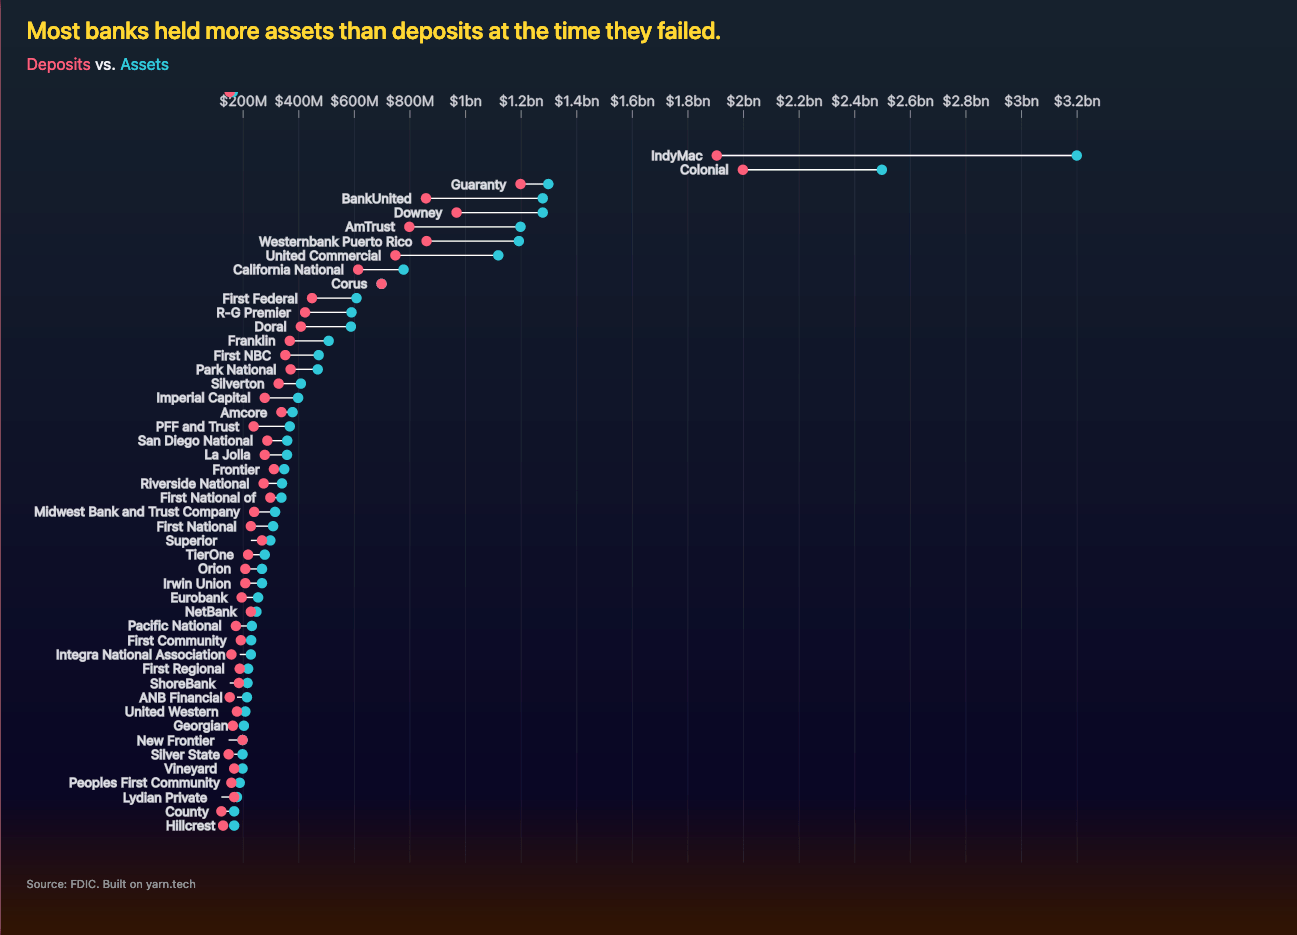 Most banks held more assets than deposits at the time they failed.
Deposits vs. Assets
$200M $400M $600M $800M $1bn $1.2bn $1.4bn $1.6bn $1.8bn $2bn $2.2bn $2.4bn $2.6bn $2.8bn $3bn $3.2bn
IndyMac
Colonial
Guaranty
BankUnited
Downey
AmTrust
Westernbank Puerto Rico
United Commercial
California National
Corus
First Federal
R-G Premier
Doral
Franklin
First NBC
Park National
Silverton
Imperial Capital
Amcore
PFF and Trust
San Diego National
La Jolla
Frontier
Riverside National
First National of
Midwest Bank and Trust Company
First National
Superior
TierOne
Orion
Irwin Union
Eurobank
NetBank
Pacific National
First Community
Integra National Association
First Regional
ShoreBank
ANB Financial
United Western
Georgian
New Frontier
Silver State
Vineyard
Peoples First Community
Lydian Private
County
Hillcrest
Source: FDIC. Built on yarn.tech